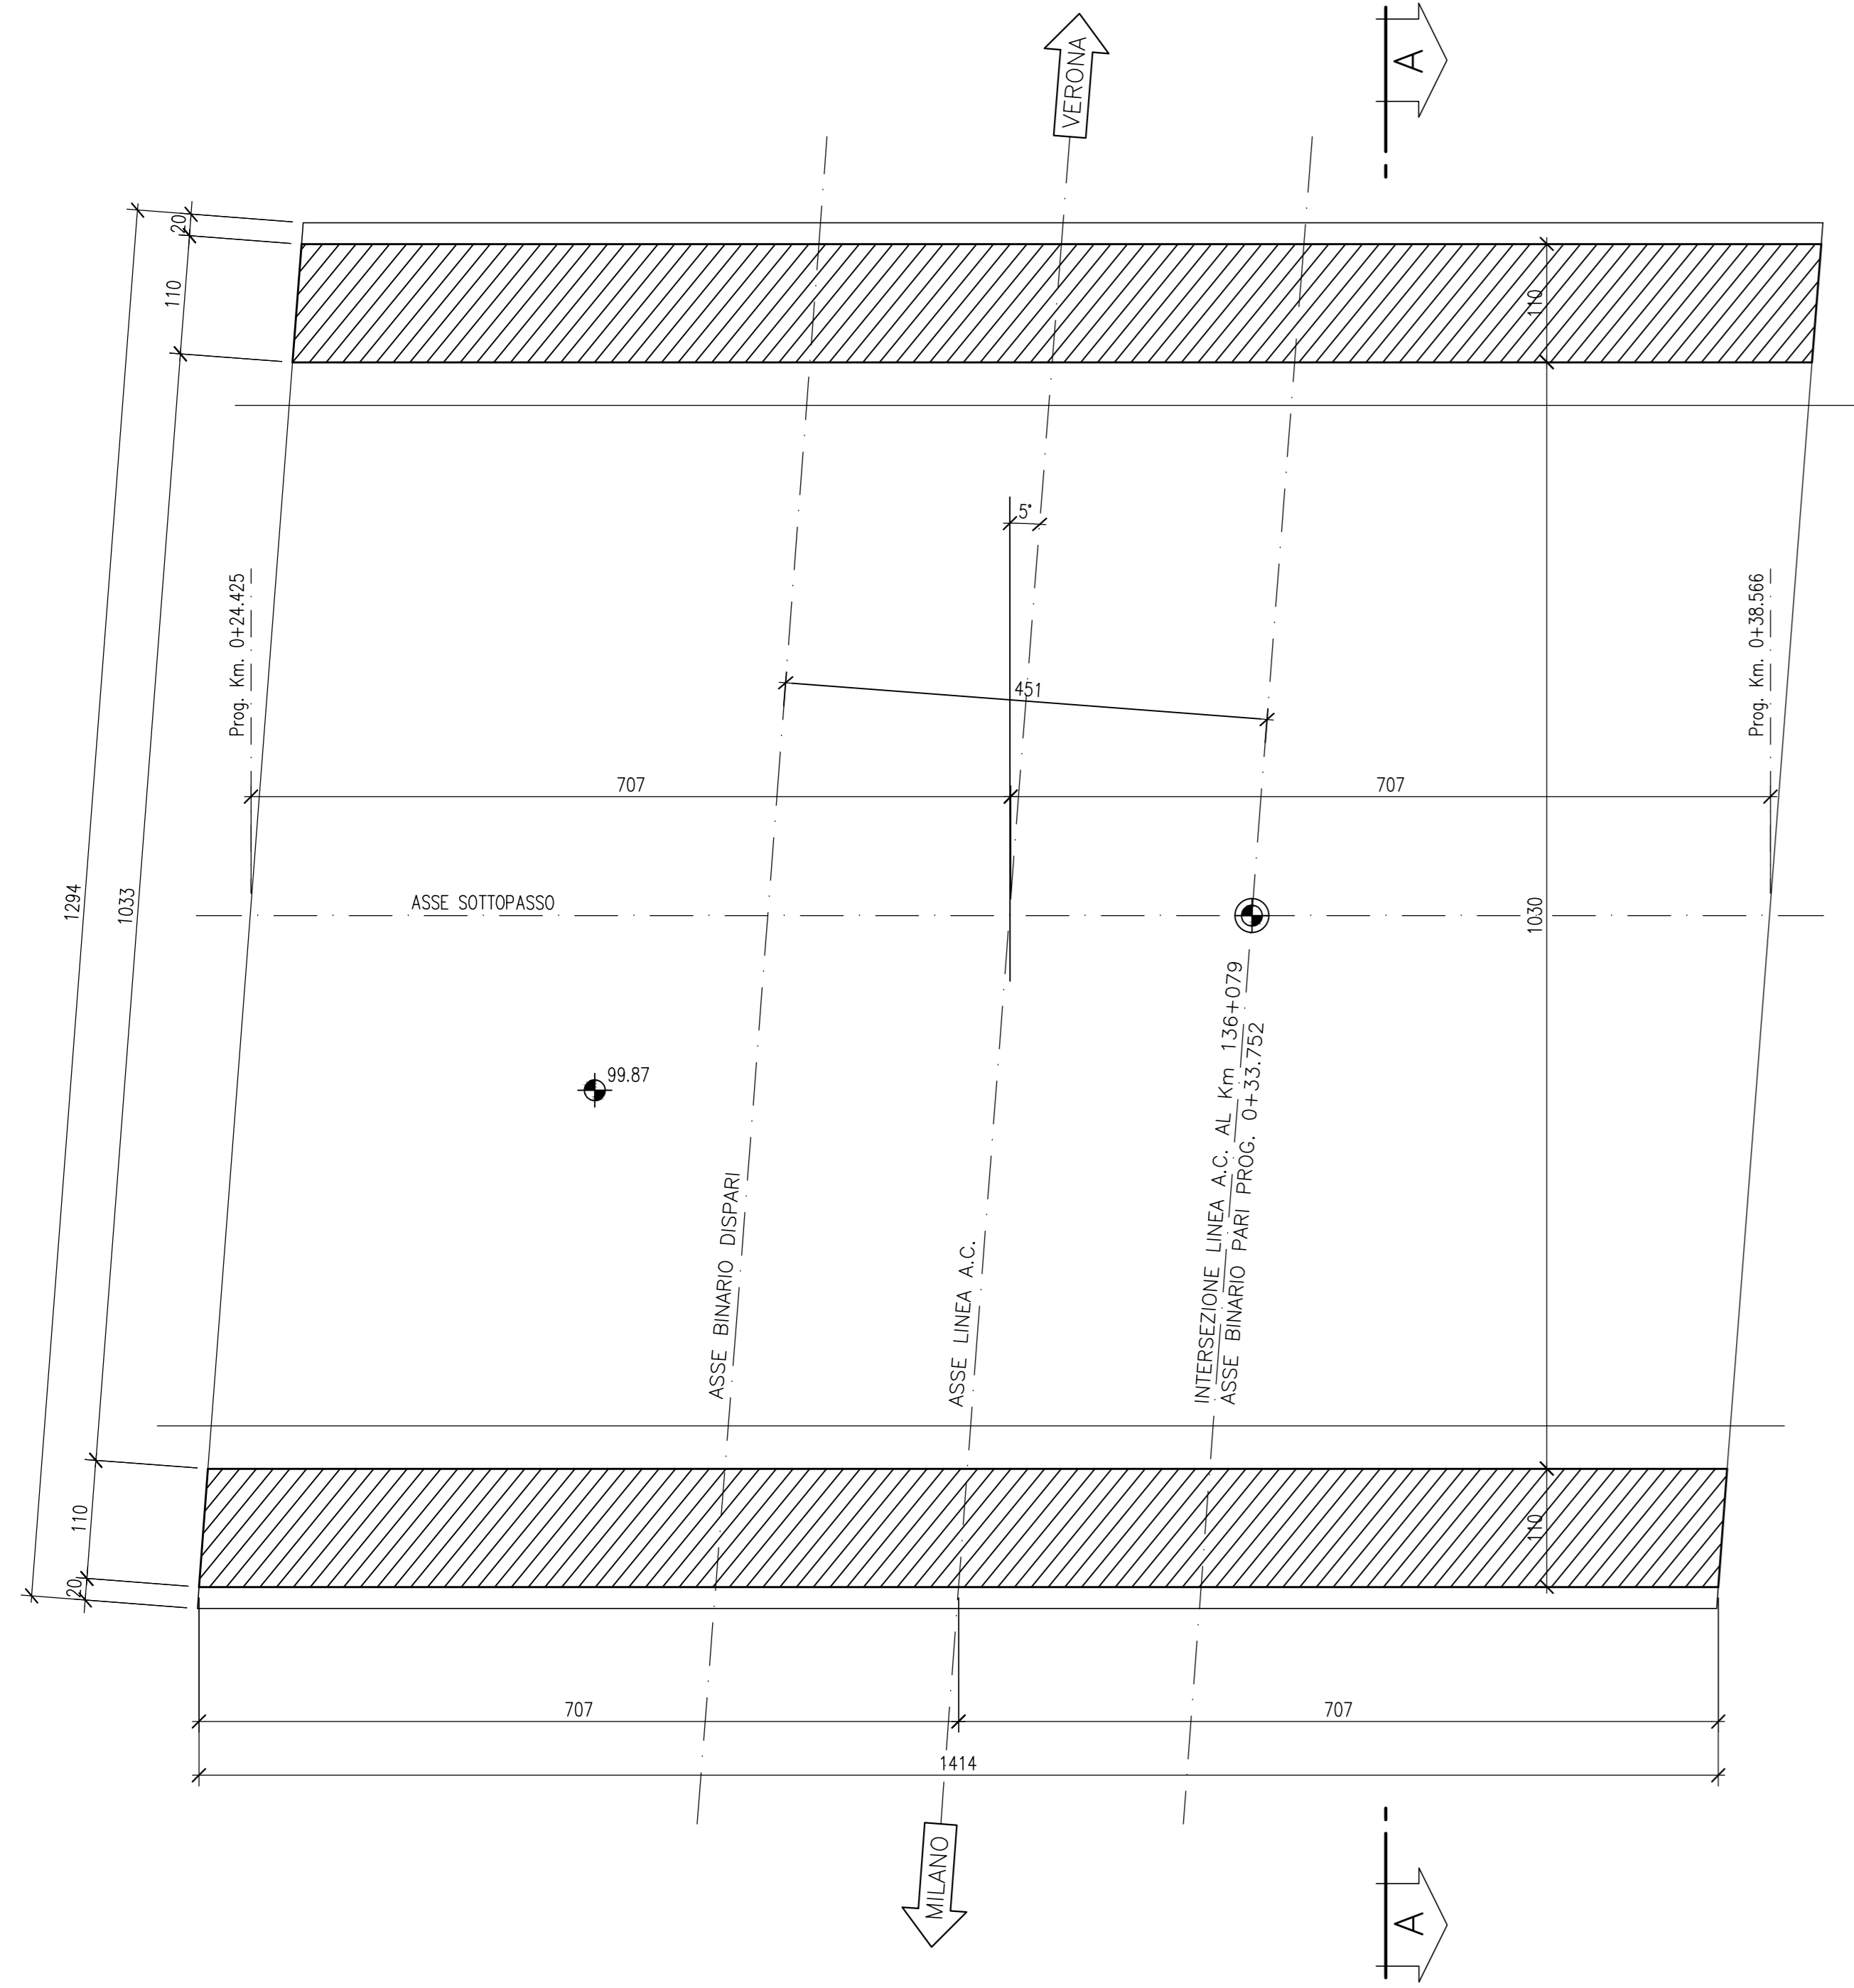 VERONA
A
20
110
110
5°
Prog. Km. 0+24.425
Prog. Km. 0+38.566
451
707
707
1294
1033
ASSE SOTTOPASSO
1030
99.87
INTERSEZIONE LINEA A.C. AL Km 136+079
ASSE BINARIO PARI PROG. 0+33.752
ASSE BINARIO DISPARI
ASSE LINEA A.C.
110
110
20
707
707
1414
MILANO
A